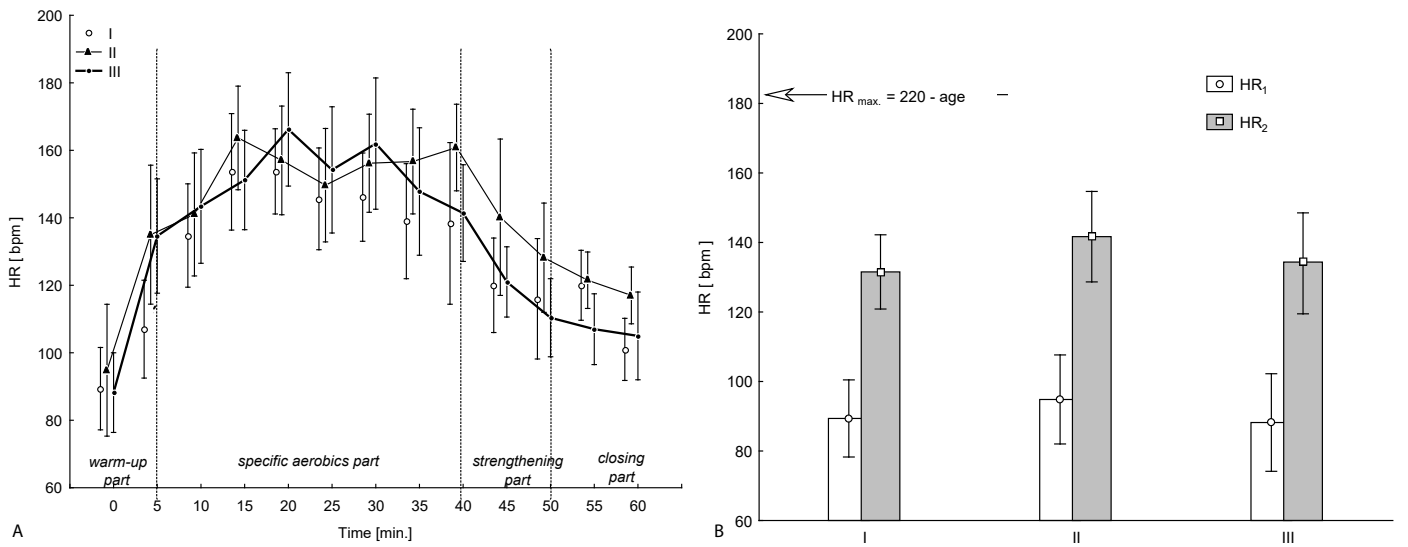 200
180
160
140
120
100
80
60
HR [ bpm ]
I
II
III
warm-up
part
specific aerobics part
strengthening
part
closing
part
0 5 10 15 20 25 30 35 40 45 50 55 60
Time [min.]
A
200
180
160
140
120
100
80
60
HR [ bpm ]
HR max. = 220 - age
HR1
HR2
I II III
B